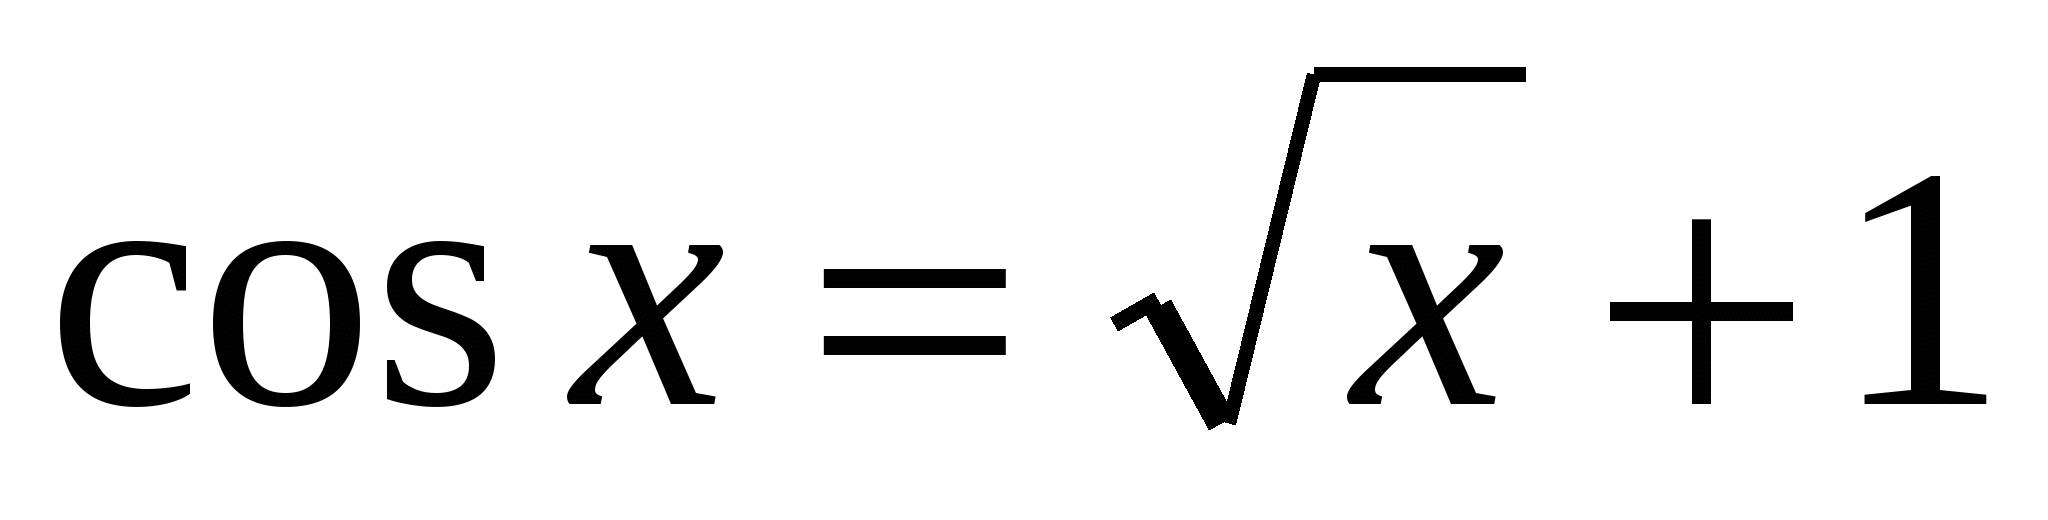 cos x = √x + 1